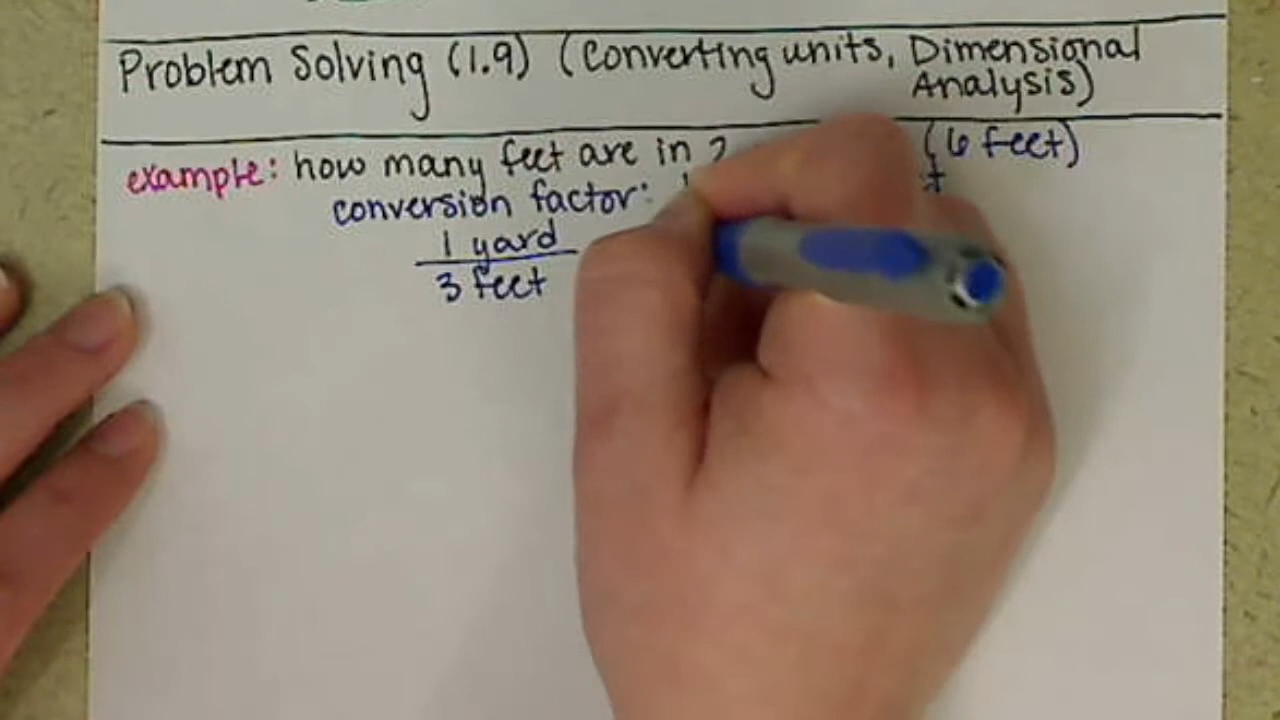 Problem Solving (1.9) (Converting units, Dimensional Analysis)
example: how many feet are in 2 (6 feet)
conversion factor: 1
1 yard
3 feet